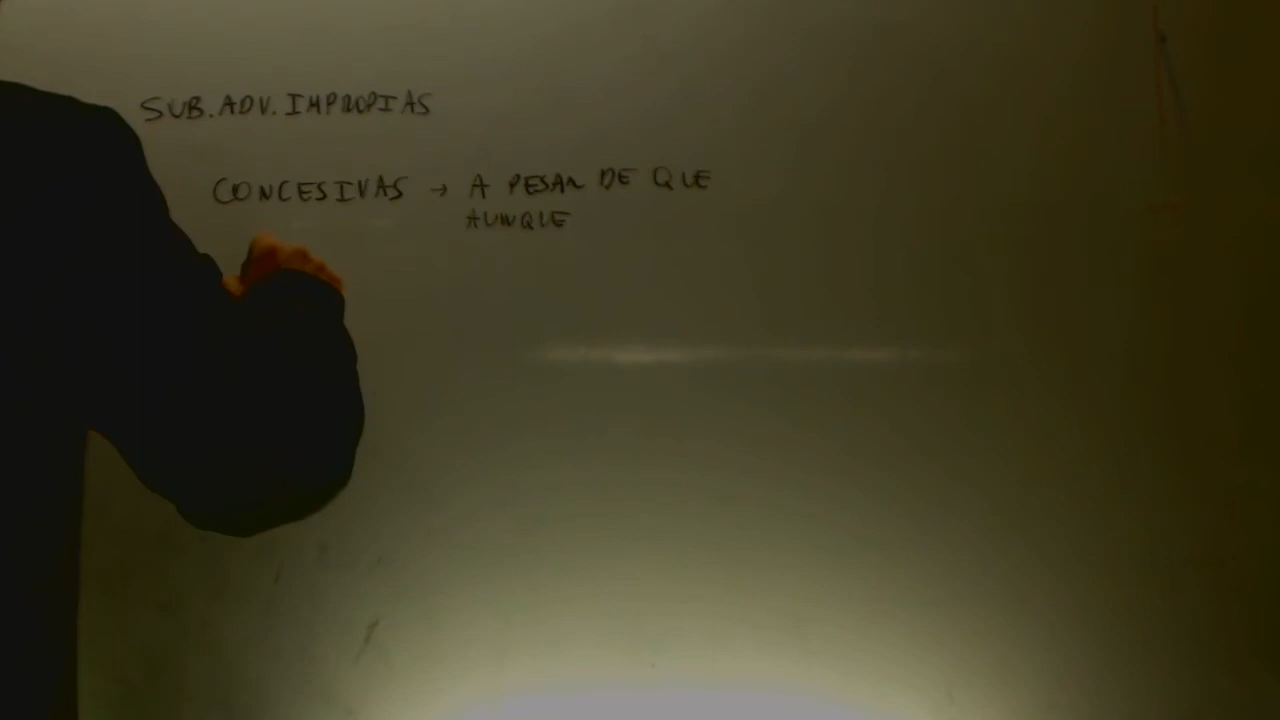 SUB.ADV.IMPROPIAS
CONCESIVAS → A PESAR DE QUE
AUNQUE